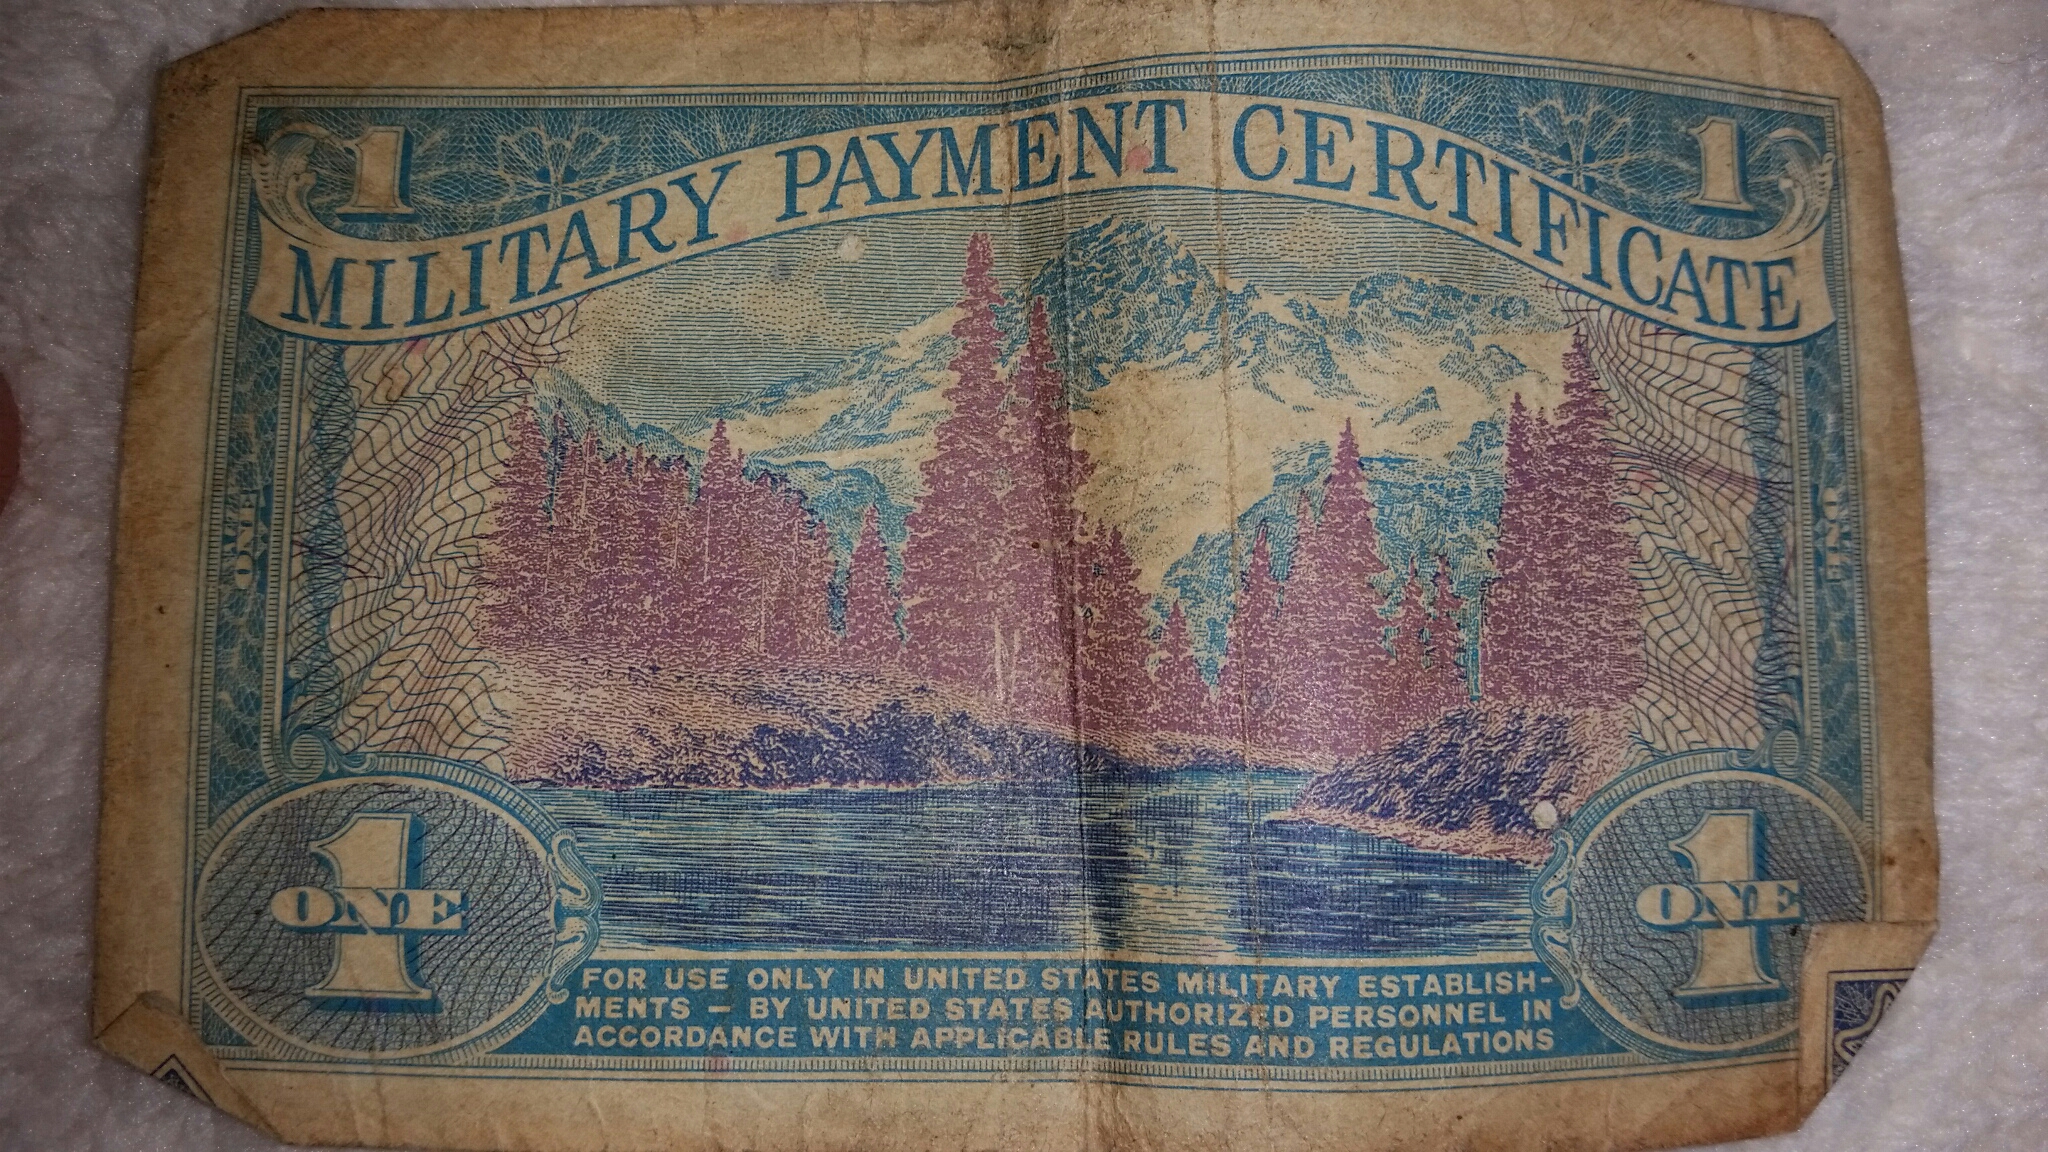 1 1
MILITARY PAYMENT CERTIFICATE
ONE ONE
1 1
ONE ONE
FOR USE ONLY IN UNITED STATES MILITARY ESTABLISH-
MENTS — BY UNITED STATES AUTHORIZED PERSONNEL IN
ACCORDANCE WITH APPLICABLE RULES AND REGULATIONS